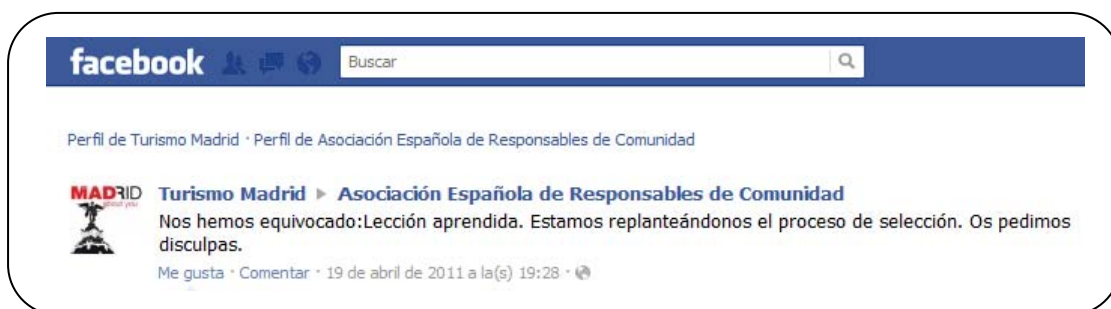 facebook
Buscar
Perfil de Turismo Madrid · Perfil de Asociación Española de Responsables de Comunidad
MADRID
about you
Turismo Madrid ▸ Asociación Española de Responsables de Comunidad
Nos hemos equivocado:Lección aprendida. Estamos replanteándonos el proceso de selección. Os pedimos
disculpas.
Me gusta · Comentar · 19 de abril de 2011 a la(s) 19:28 ·